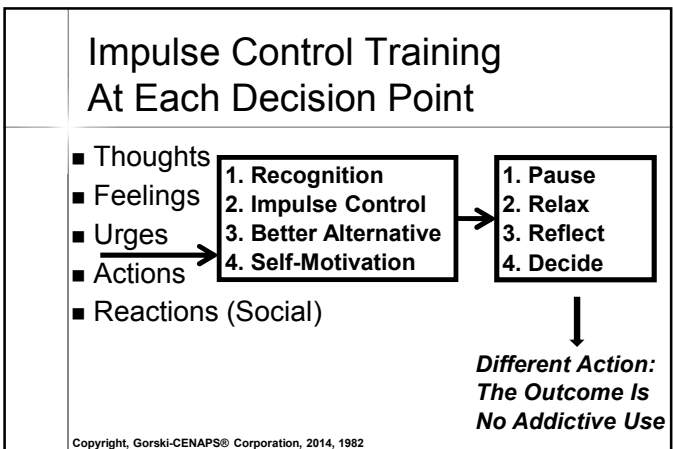 Impulse Control Training
At Each Decision Point
■ Thoughts
■ Feelings
■ Urges
■ Actions
■ Reactions (Social)
1. Recognition
2. Impulse Control
3. Better Alternative
4. Self-Motivation
1. Pause
2. Relax
3. Reflect
4. Decide
Different Action:
The Outcome Is
No Addictive Use
Copyright, Gorski-CENAPS® Corporation, 2014, 1982